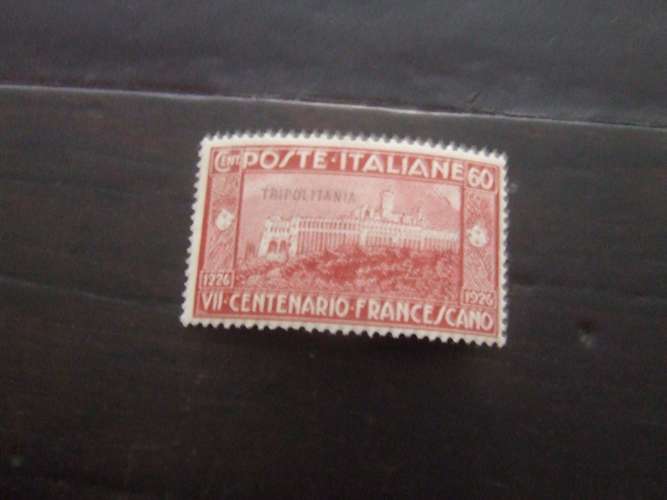 CENT POSTE·ITALIANE 60
TRIPOLITANIA
1226 1926
VII·CENTENARIO·FRANCESCANO